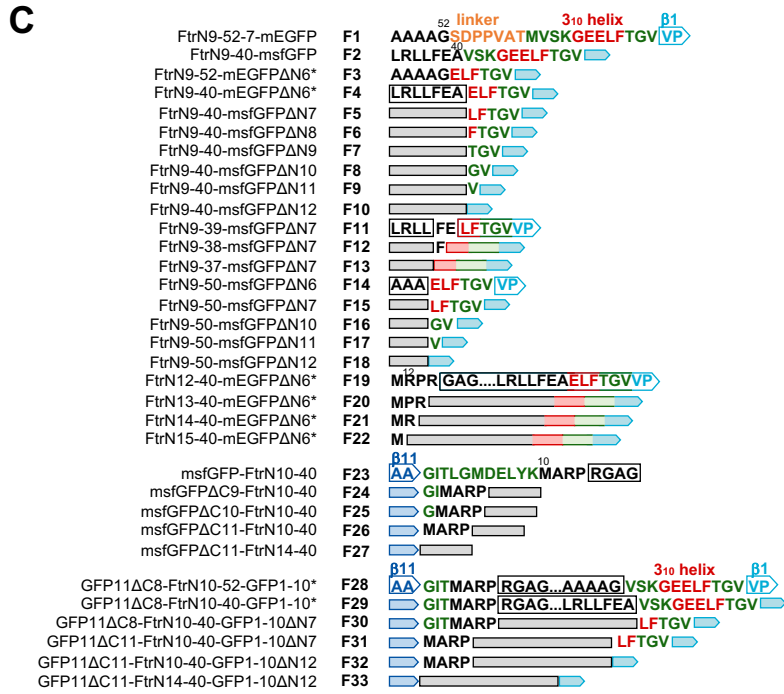 C
52 linker 3₁₀ helix β1
FtrN9-52-7-mEGFP F1 AAAAGSDPPVATMVSKGEELFTGV VP
40
FtrN9-40-msfGFP F2 LRLLFEAVSKGEELFTGV
FtrN9-52-mEGFPΔN6* F3 AAAAGELFTGV
FtrN9-40-mEGFPΔN6* F4 LRLLFEA ELFTGV
FtrN9-40-msfGFPΔN7 F5 LFTGV
FtrN9-40-msfGFPΔN8 F6 FTGV
FtrN9-40-msfGFPΔN9 F7 TGV
FtrN9-40-msfGFPΔN10 F8 GV
FtrN9-40-msfGFPΔN11 F9 V
FtrN9-40-msfGFPΔN12 F10
FtrN9-39-msfGFPΔN7 F11 LRLL FE LFTGVVP
FtrN9-38-msfGFPΔN7 F12 F
FtrN9-37-msfGFPΔN7 F13
FtrN9-50-msfGFPΔN6 F14 AAA ELFTGV VP
FtrN9-50-msfGFPΔN7 F15 LFTGV
FtrN9-50-msfGFPΔN10 F16 GV
FtrN9-50-msfGFPΔN11 F17 V
FtrN9-50-msfGFPΔN12 F18
12
FtrN12-40-mEGFPΔN6* F19 MRPR GAG....LRLLFEAELFTGVVP
FtrN13-40-mEGFPΔN6* F20 MPR
FtrN14-40-mEGFPΔN6* F21 MR
FtrN15-40-mEGFPΔN6* F22 M
β11 10
msfGFP-FtrN10-40 F23 AA GITLGMDELYKMARP RGAG
msfGFPΔC9-FtrN10-40 F24 GIMARP
msfGFPΔC10-FtrN10-40 F25 GMARP
msfGFPΔC11-FtrN10-40 F26 MARP
msfGFPΔC11-FtrN14-40 F27
β11 3₁₀ helix β1
GFP11ΔC8-FtrN10-52-GFP1-10* F28 AA GITMARP RGAG...AAAAG VSKGEELFTGV VP
GFP11ΔC8-FtrN10-40-GFP1-10* F29 GITMARP RGAG...LRLLFEA VSKGEELFTGV
GFP11ΔC8-FtrN10-40-GFP1-10ΔN7 F30 GITMARP LFTGV
GFP11ΔC11-FtrN10-40-GFP1-10ΔN7 F31 MARP LFTGV
GFP11ΔC11-FtrN10-40-GFP1-10ΔN12 F32 MARP
GFP11ΔC11-FtrN14-40-GFP1-10ΔN12 F33